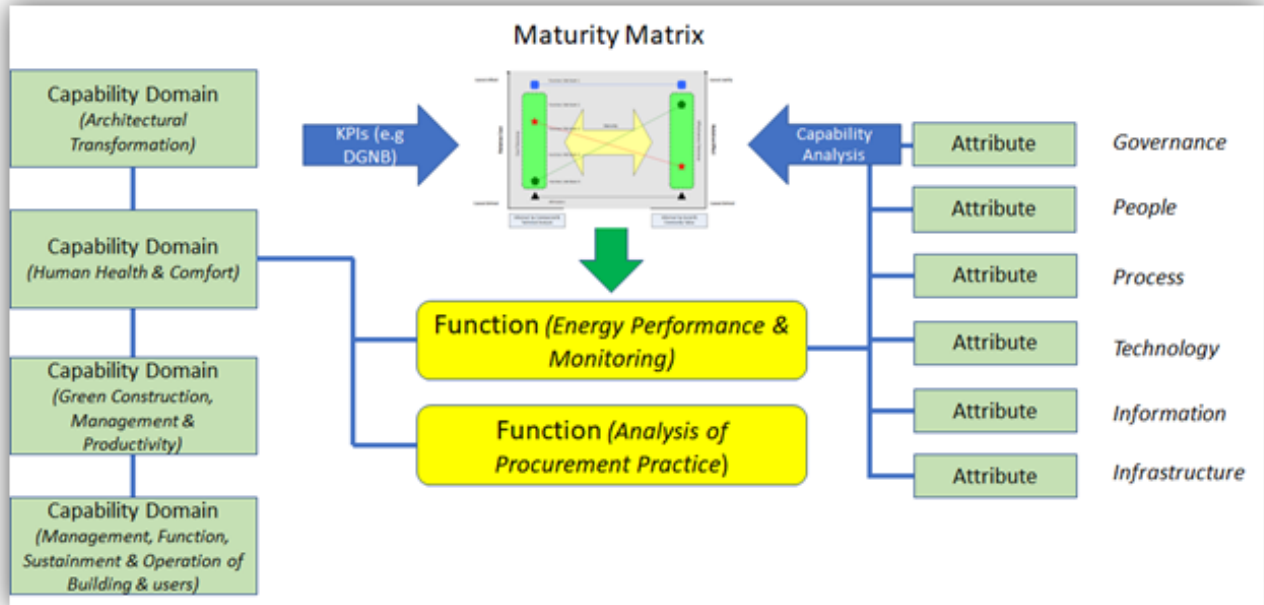 Maturity Matrix
Capability Domain
(Architectural
Transformation)
Capability Domain
(Human Health & Comfort)
Capability Domain
(Green Construction,
Management &
Productivity)
Capability Domain
(Management, Function,
Sustainment & Operation of
Building & users)
KPIs (e.g
DGNB)
Capability
Analysis
Function (Energy Performance &
Monitoring)
Function (Analysis of
Procurement Practice)
Attribute
Governance
Attribute
People
Attribute
Process
Attribute
Technology
Attribute
Information
Attribute
Infrastructure